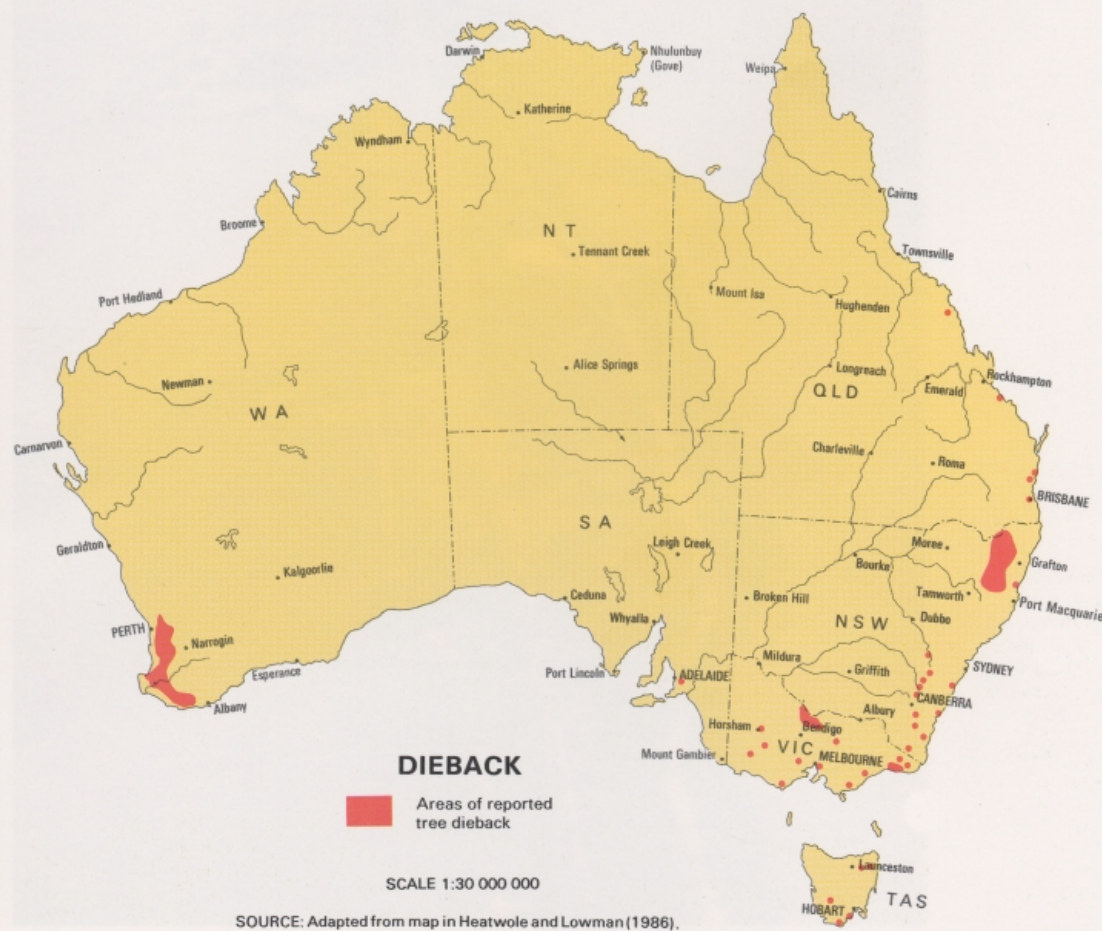 Darwin
Nhulunbuy
(Gove)
Weipa
Katherine
Wyndham
Cairns
Broome
N T
Tennant Creek
Townsville
Port Hedland
Mount Isa
Hughenden
Newman
Alice Springs
Longreach
Rockhampton
Emerald
QLD
W A
Carnarvon
Charleville
Roma
BRISBANE
S A
Geraldton
Leigh Creek
Moree
Bourke
Grafton
Kalgoorlie
Ceduna
Broken Hill
Tamworth
Port Macquarie
Whyalla
Dubbo
NSW
PERTH
Narrogin
Mildura
SYDNEY
Port Lincoln
ADELAIDE
Griffith
Esperance
CANBERRA
Albany
Albury
Horsham
Bendigo
VIC
Mount Gambier
MELBOURNE
DIEBACK
Areas of reported
tree dieback
Launceston
SCALE 1:30 000 000
HOBART
TAS
SOURCE: Adapted from map in Heatwole and Lowman (1986).